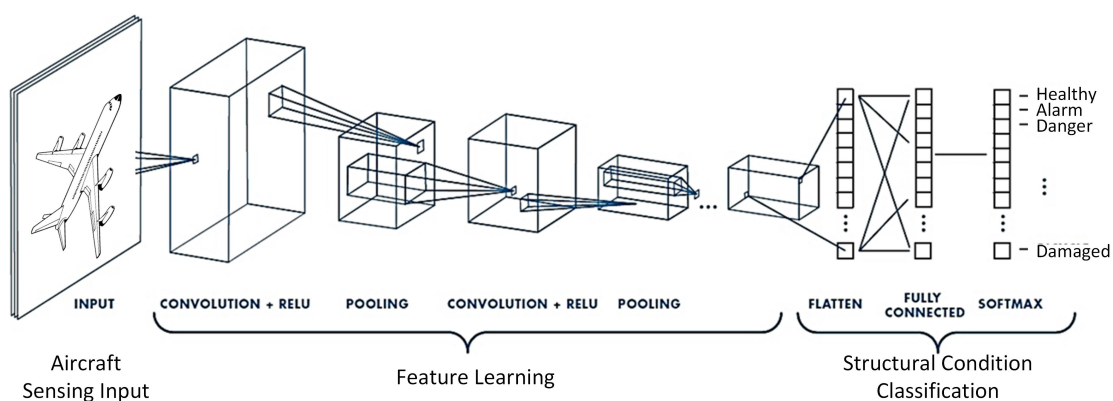 Healthy
Alarm
Danger
Damaged
INPUT
CONVOLUTION + RELU
POOLING
CONVOLUTION + RELU
POOLING
FLATTEN
FULLY
CONNECTED
SOFTMAX
Aircraft
Sensing Input
Feature Learning
Structural Condition
Classification